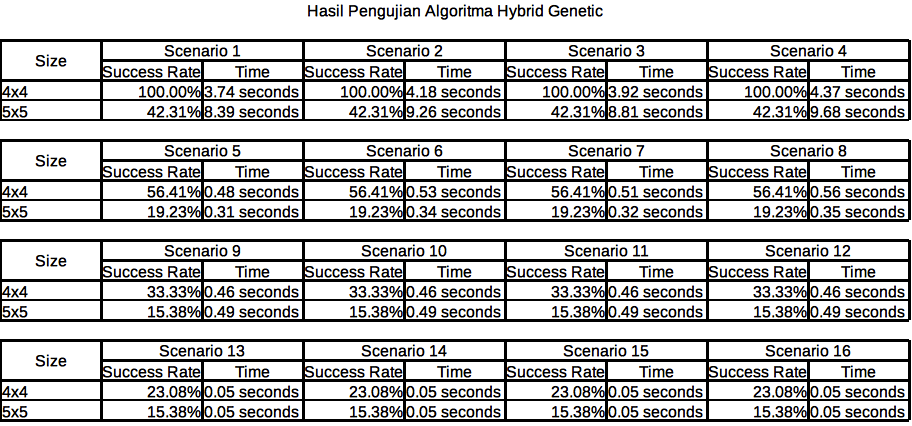 Hasil Pengujian Algoritma Hybrid Genetic
Size Scenario 1 Scenario 2 Scenario 3 Scenario 4
Success Rate Time Success Rate Time Success Rate Time Success Rate Time
4x4 100.00% 3.74 seconds 100.00% 4.18 seconds 100.00% 3.92 seconds 100.00% 4.37 seconds
5x5 42.31% 8.39 seconds 42.31% 9.26 seconds 42.31% 8.81 seconds 42.31% 9.68 seconds
Size Scenario 5 Scenario 6 Scenario 7 Scenario 8
Success Rate Time Success Rate Time Success Rate Time Success Rate Time
4x4 56.41% 0.48 seconds 56.41% 0.53 seconds 56.41% 0.51 seconds 56.41% 0.56 seconds
5x5 19.23% 0.31 seconds 19.23% 0.34 seconds 19.23% 0.32 seconds 19.23% 0.35 seconds
Size Scenario 9 Scenario 10 Scenario 11 Scenario 12
Success Rate Time Success Rate Time Success Rate Time Success Rate Time
4x4 33.33% 0.46 seconds 33.33% 0.46 seconds 33.33% 0.46 seconds 33.33% 0.46 seconds
5x5 15.38% 0.49 seconds 15.38% 0.49 seconds 15.38% 0.49 seconds 15.38% 0.49 seconds
Size Scenario 13 Scenario 14 Scenario 15 Scenario 16
Success Rate Time Success Rate Time Success Rate Time Success Rate Time
4x4 23.08% 0.05 seconds 23.08% 0.05 seconds 23.08% 0.05 seconds 23.08% 0.05 seconds
5x5 15.38% 0.05 seconds 15.38% 0.05 seconds 15.38% 0.05 seconds 15.38% 0.05 seconds